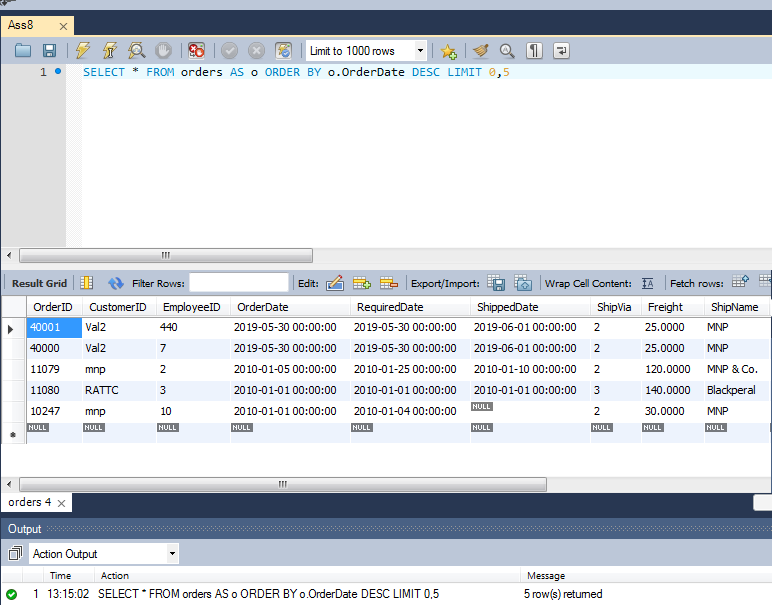 Ass8
Limit to 1000 rows
1 SELECT * FROM orders AS o ORDER BY o.OrderDate DESC LIMIT 0,5
Result Grid Filter Rows: Edit: Export/Import: Wrap Cell Content: Fetch rows:
OrderID CustomerID EmployeeID OrderDate RequiredDate ShippedDate ShipVia Freight ShipName
40001 Val2 440 2019-05-30 00:00:00 2019-05-30 00:00:00 2019-06-01 00:00:00 2 25.0000 MNP
40000 Val2 7 2019-05-30 00:00:00 2019-05-30 00:00:00 2019-06-01 00:00:00 2 25.0000 MNP
11079 mnp 2 2010-01-05 00:00:00 2010-01-25 00:00:00 2010-01-10 00:00:00 2 120.0000 MNP & Co.
11080 RATTC 3 2010-01-01 00:00:00 2010-01-01 00:00:00 2010-01-01 00:00:00 3 140.0000 Blackperal
10247 mnp 10 2010-01-01 00:00:00 2010-01-04 00:00:00 NULL 2 30.0000 MNP
NULL NULL NULL NULL NULL NULL NULL NULL NULL
orders 4
Output
Action Output
Time Action Message
1 13:15:02 SELECT * FROM orders AS o ORDER BY o.OrderDate DESC LIMIT 0,5 5 row(s) returned